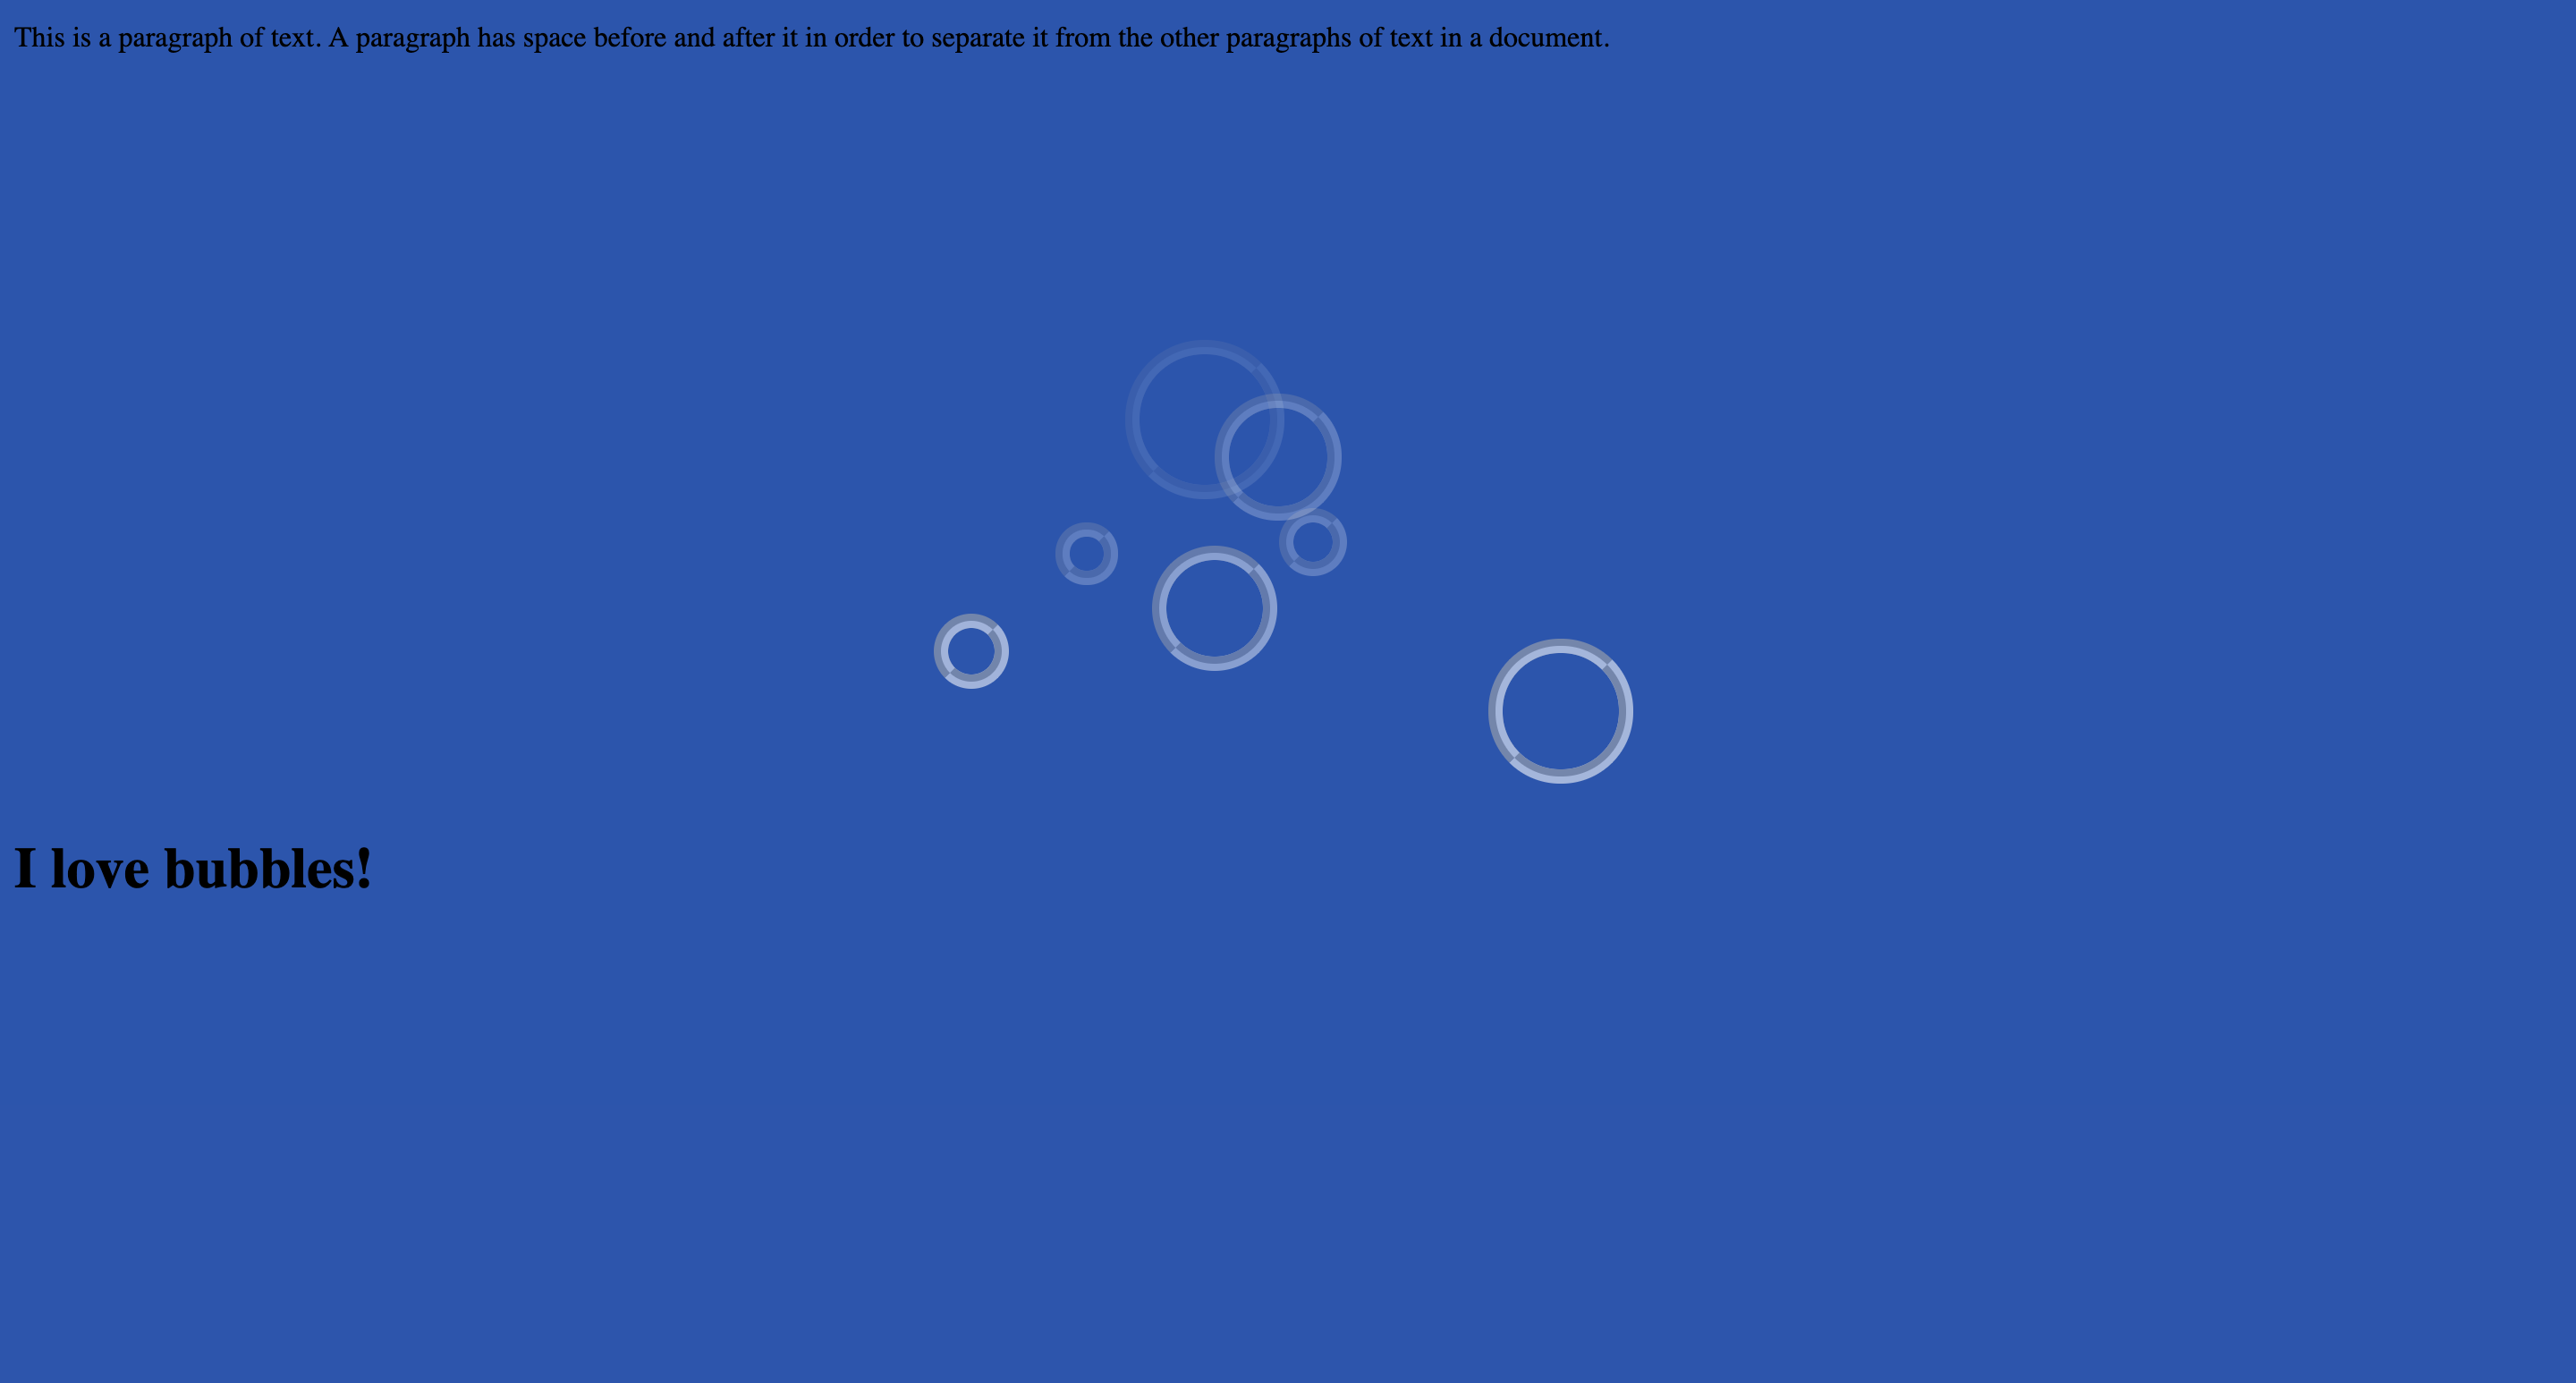 This is a paragraph of text. A paragraph has space before and after it in order to separate it from the other paragraphs of text in a document.
I love bubbles!